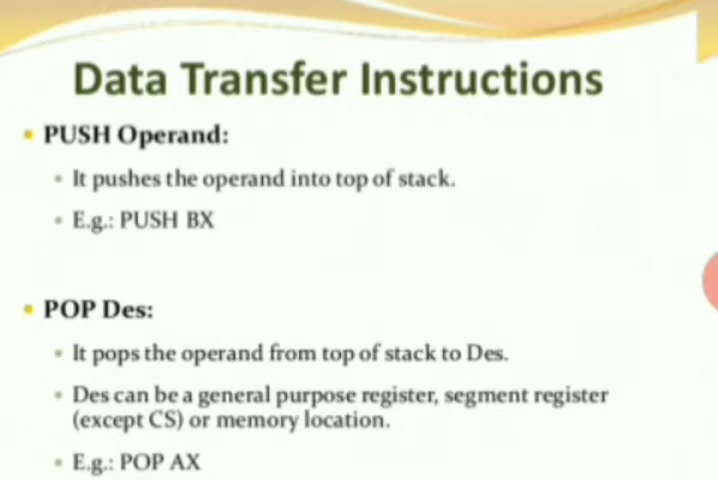 Data Transfer Instructions
• PUSH Operand:
• It pushes the operand into top of stack.
• E.g.: PUSH BX
• POP Des:
• It pops the operand from top of stack to Des.
• Des can be a general purpose register, segment register
(except CS) or memory location.
• E.g.: POP AX